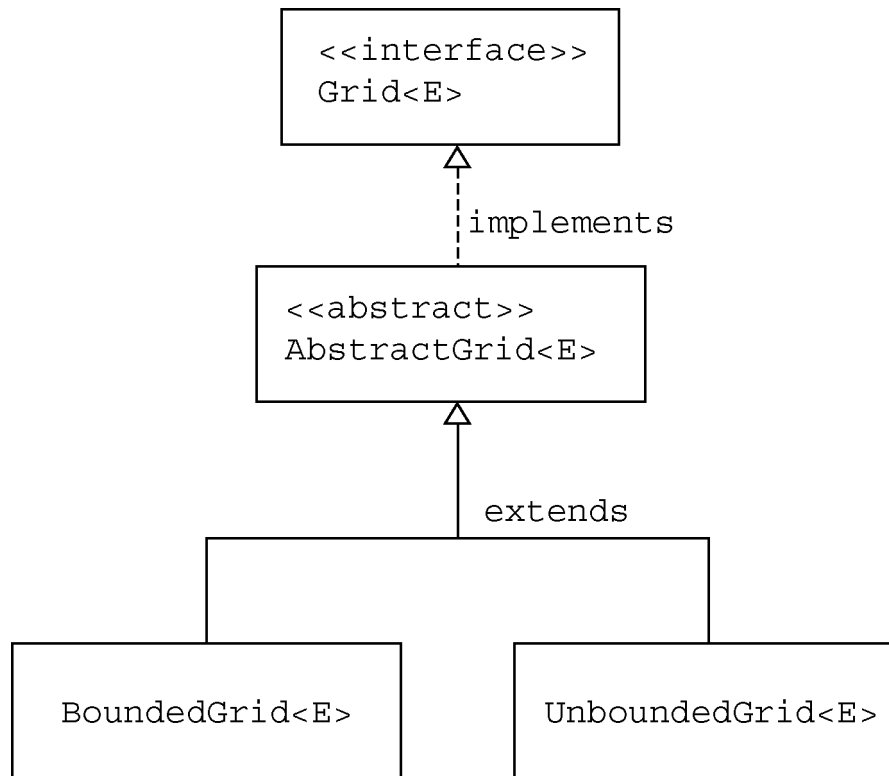 <<interface>>
Grid<E>
implements
<<abstract>>
AbstractGrid<E>
extends
BoundedGrid<E>
UnboundedGrid<E>